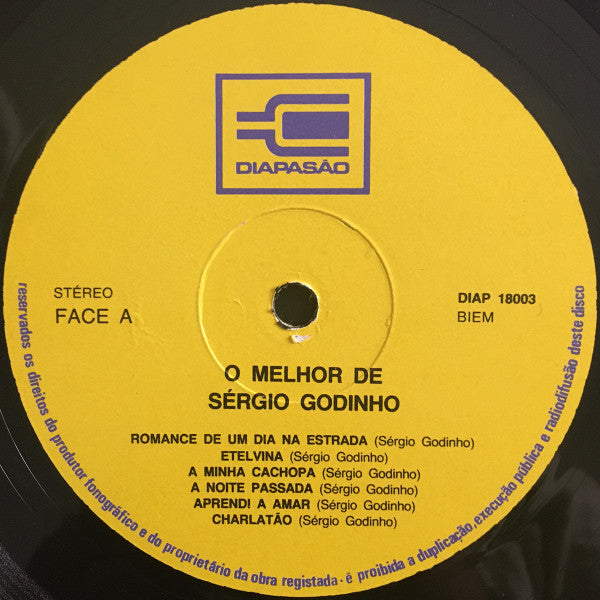 DIAPASÃO
STÉREO
FACE A
DIAP 18003
BIEM
O MELHOR DE
SÉRGIO GODINHO
ROMANCE DE UM DIA NA ESTRADA (Sérgio Godinho)
ETELVINA (Sérgio Godinho)
A MINHA CACHOPA (Sérgio Godinho)
A NOITE PASSADA (Sérgio Godinho)
APRENDI A AMAR (Sérgio Godinho)
CHARLATÃO (Sérgio Godinho)
reservados os direitos do produtor fonográfico e do proprietário da obra registada-é proibida a duplicação, execução pública e radiodifusão deste disco